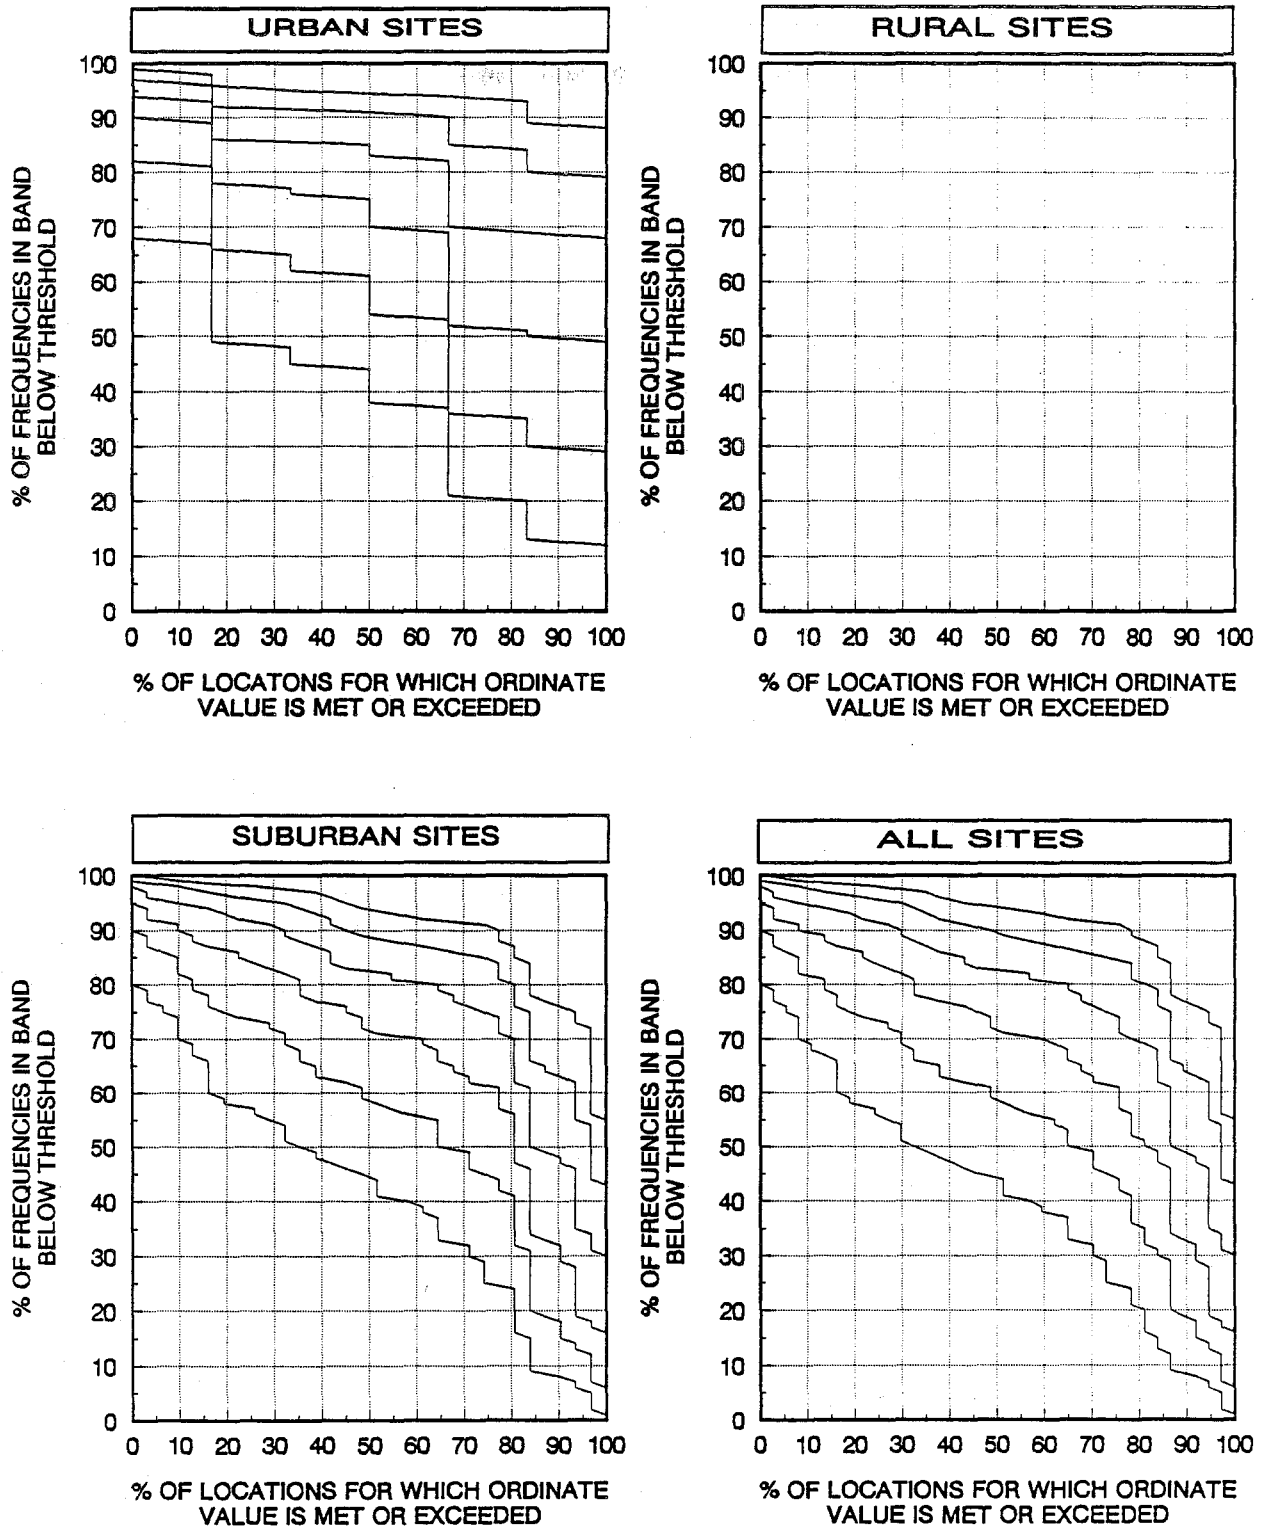 URBAN SITES
100
90
80
70
60
50
40
30
20
10
0
0 10 20 30 40 50 60 70 80 90 100
% OF FREQUENCIES IN BAND
BELOW THRESHOLD
% OF LOCATONS FOR WHICH ORDINATE
VALUE IS MET OR EXCEEDED
RURAL SITES
100
90
80
70
60
50
40
30
20
10
0
0 10 20 30 40 50 60 70 80 90 100
% OF FREQUENCIES IN BAND
BELOW THRESHOLD
% OF LOCATIONS FOR WHICH ORDINATE
VALUE IS MET OR EXCEEDED
SUBURBAN SITES
100
90
80
70
60
50
40
30
20
10
0
0 10 20 30 40 50 60 70 80 90 100
% OF FREQUENCIES IN BAND
BELOW THRESHOLD
% OF LOCATIONS FOR WHICH ORDINATE
VALUE IS MET OR EXCEEDED
ALL SITES
100
90
80
70
60
50
40
30
20
10
0
0 10 20 30 40 50 60 70 80 90 100
% OF FREQUENCIES IN BAND
BELOW THRESHOLD
% OF LOCATIONS FOR WHICH ORDINATE
VALUE IS MET OR EXCEEDED